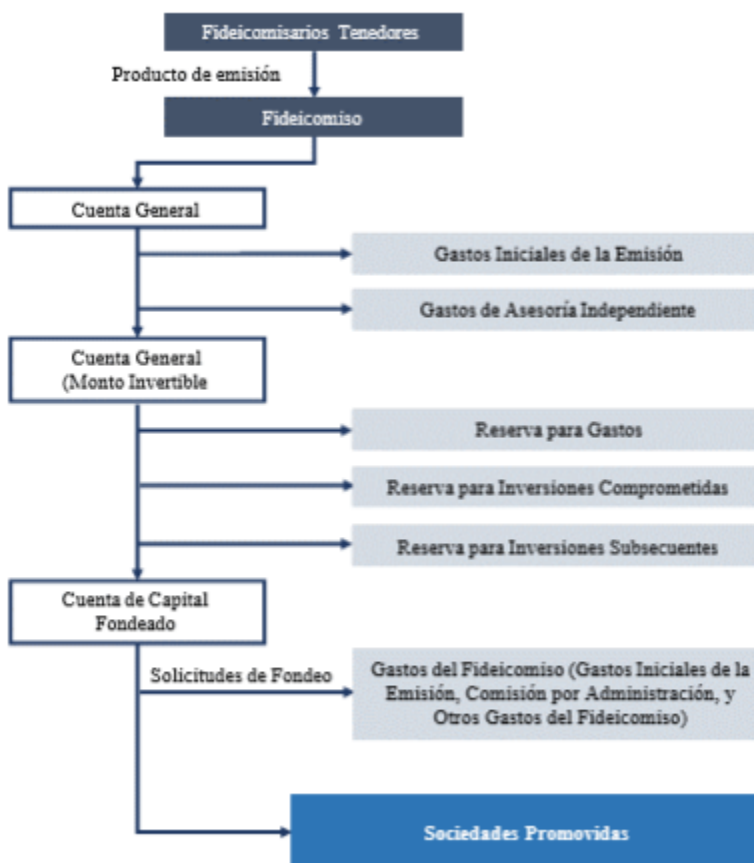 Fideicomisarios Tenedores
Producto de emisión
Fideicomiso
Cuenta General
Gastos Iniciales de la Emisión
Gastos de Asesoría Independiente
Cuenta General
(Monto Invertible
Reserva para Gastos
Reserva para Inversiones Comprometidas
Reserva para Inversiones Subsecuentes
Cuenta de Capital
Fondeado
Solicitudes de Fondeo
Gastos del Fideicomiso (Gastos Iniciales de la
Emisión, Comisión por Administración, y
Otros Gastos del Fideicomiso)
Sociedades Promovidas